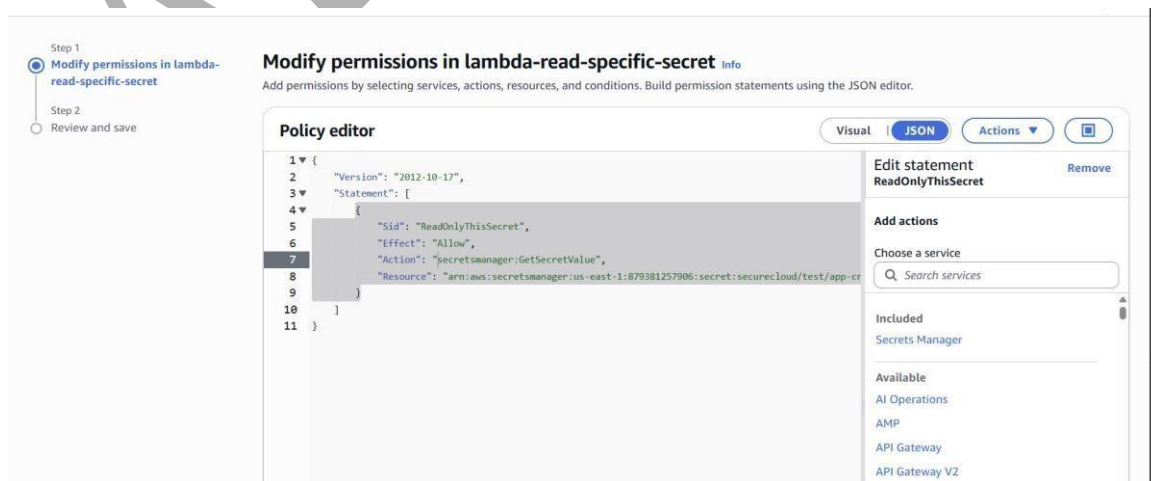 Step 1
Modify permissions in lambda-
read-specific-secret
Step 2
Review and save
Modify permissions in lambda-read-specific-secret Info
Add permissions by selecting services, actions, resources, and conditions. Build permission statements using the JSON editor.
Policy editor
Visual JSON Actions
1 {
2 "Version": "2012-10-17",
3 "Statement": [
4 {
5 "Sid": "ReadOnlyThisSecret",
6 "Effect": "Allow",
7 "Action": "secretsmanager:GetSecretValue",
8 "Resource": "arn:aws:secretsmanager:us-east-1:879381257906:secret:securecloud/test/app-cr
9 }
10 ]
11 }
Edit statement
Remove
ReadOnlyThisSecret
Add actions
Choose a service
Search services
Included
Secrets Manager
Available
AI Operations
AMP
API Gateway
API Gateway V2